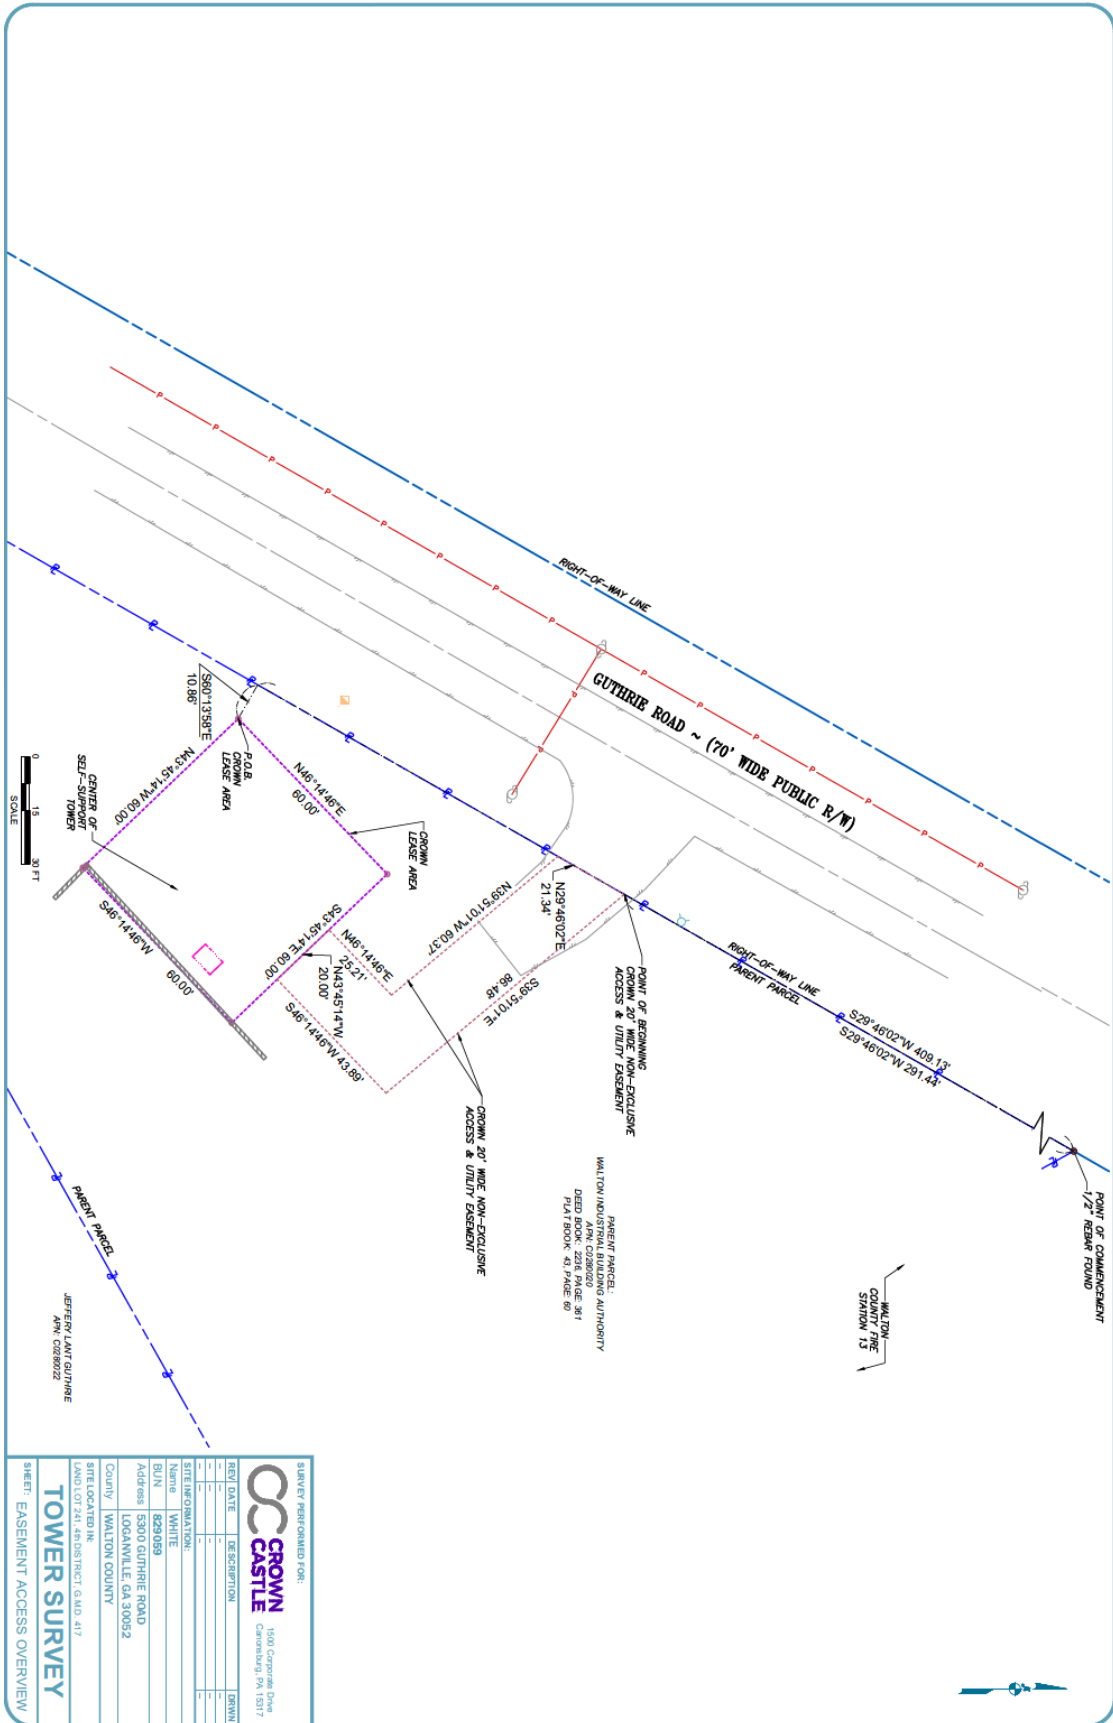 POINT OF COMMENCEMENT
1/2" REBAR FOUND
WALTON
COUNTY FIRE
STATION 13
S29°46'02"W 409.13'
S29°46'02"W 291.44'
RIGHT-OF-WAY LINE
PARENT PARCEL
GUTHRIE ROAD ~ (70' WIDE PUBLIC R/W)
RIGHT-OF-WAY LINE
POINT OF BEGINNING
CROWN 20' WIDE NON-EXCLUSIVE
ACCESS & UTILITY EASEMENT
PARENT PARCEL:
WALTON INDUSTRIAL BUILDING AUTHORITY
APN: C0280020
DEED BOOK: 2236, PAGE: 361
PLAT BOOK: 43, PAGE: 60
N29°46'02"E
21.34'
S39°51'01"E
86.48'
N39°51'01"W 60.37'
CROWN 20' WIDE NON-EXCLUSIVE
ACCESS & UTILITY EASEMENT
CROWN
LEASE AREA
N46°14'46"E
60.00'
N46°14'46"E
25.21'
S43°45'14"E 60.00'
N43°45'14"W
20.00'
S46°14'46"W 43.89'
S60°13'58"E
10.86'
P.O.B.
CROWN
LEASE AREA
N43°45'14"W 60.00'
S46°14'46"W
60.00'
CENTER OF
SELF-SUPPORT
TOWER
0
15
30 FT
SCALE
PARENT PARCEL
JEFFERY LANT GUTHRIE
APN: C0280022
SURVEY PERFORMED FOR:
CROWN
CASTLE
1500 Corporate Drive
Canonsburg, PA 15317
REV DATE DESCRIPTION DRWN
SITE INFORMATION:
Name WHITE
BUN 829059
Address 5300 GUTHRIE ROAD
LOGANVILLE, GA 30052
County WALTON COUNTY
SITE LOCATED IN:
LAND LOT 241, 4th DISTRICT, G.M.D. 417
TOWER SURVEY
SHEET: EASEMENT ACCESS OVERVIEW